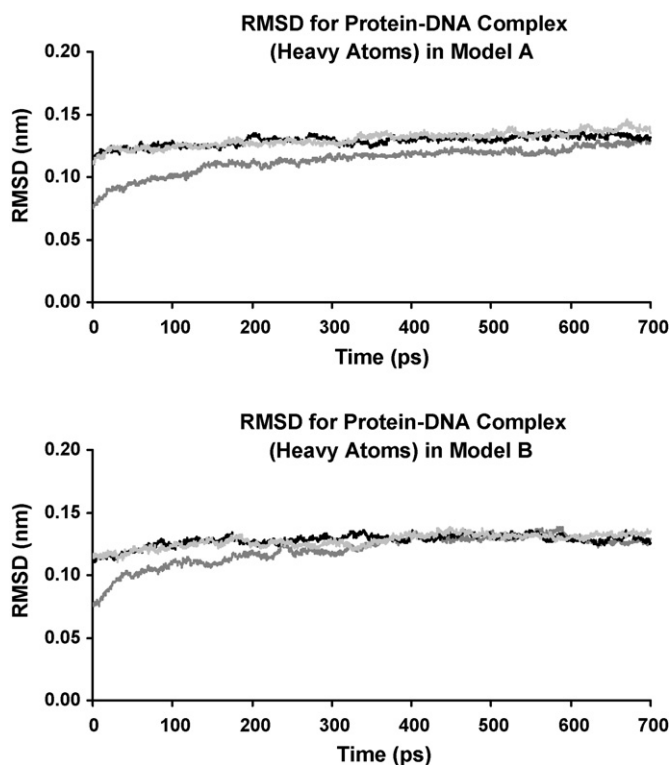 RMSD for Protein-DNA Complex
(Heavy Atoms) in Model A
0.20
0.15
0.10
0.05
0.00
RMSD (nm)
0 100 200 300 400 500 600 700
Time (ps)
RMSD for Protein-DNA Complex
(Heavy Atoms) in Model B
0.20
0.15
0.10
0.05
0.00
RMSD (nm)
0 100 200 300 400 500 600 700
Time (ps)